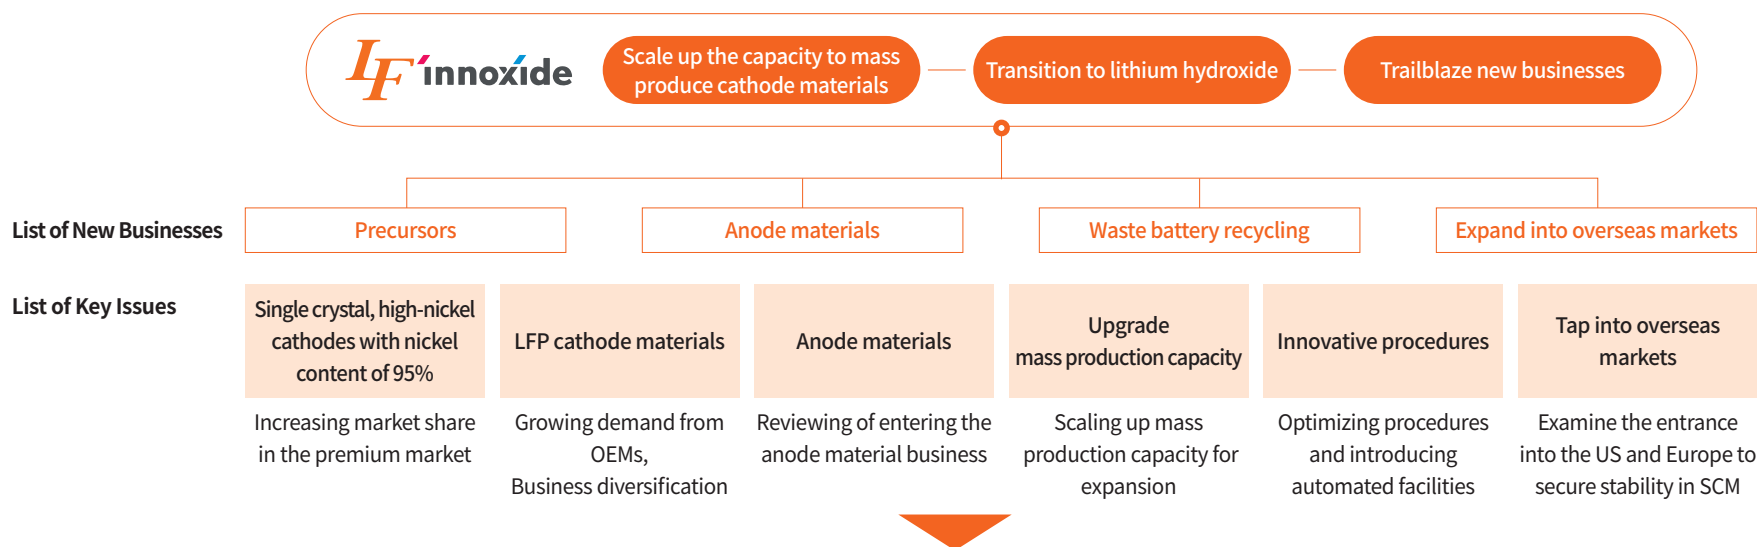 LF innoxide
Scale up the capacity to mass
produce cathode materials
Transition to lithium hydroxide
Trailblaze new businesses
List of New Businesses
Precursors
Anode materials
Waste battery recycling
Expand into overseas markets
List of Key Issues
Single crystal, high-nickel
cathodes with nickel
content of 95%
LFP cathode materials
Anode materials
Upgrade
mass production capacity
Innovative procedures
Tap into overseas
markets
Increasing market share
in the premium market
Growing demand from
OEMs,
Business diversification
Reviewing of entering the
anode material business
Scaling up mass
production capacity for
expansion
Optimizing procedures
and introducing
automated facilities
Examine the entrance
into the US and Europe to
secure stability in SCM